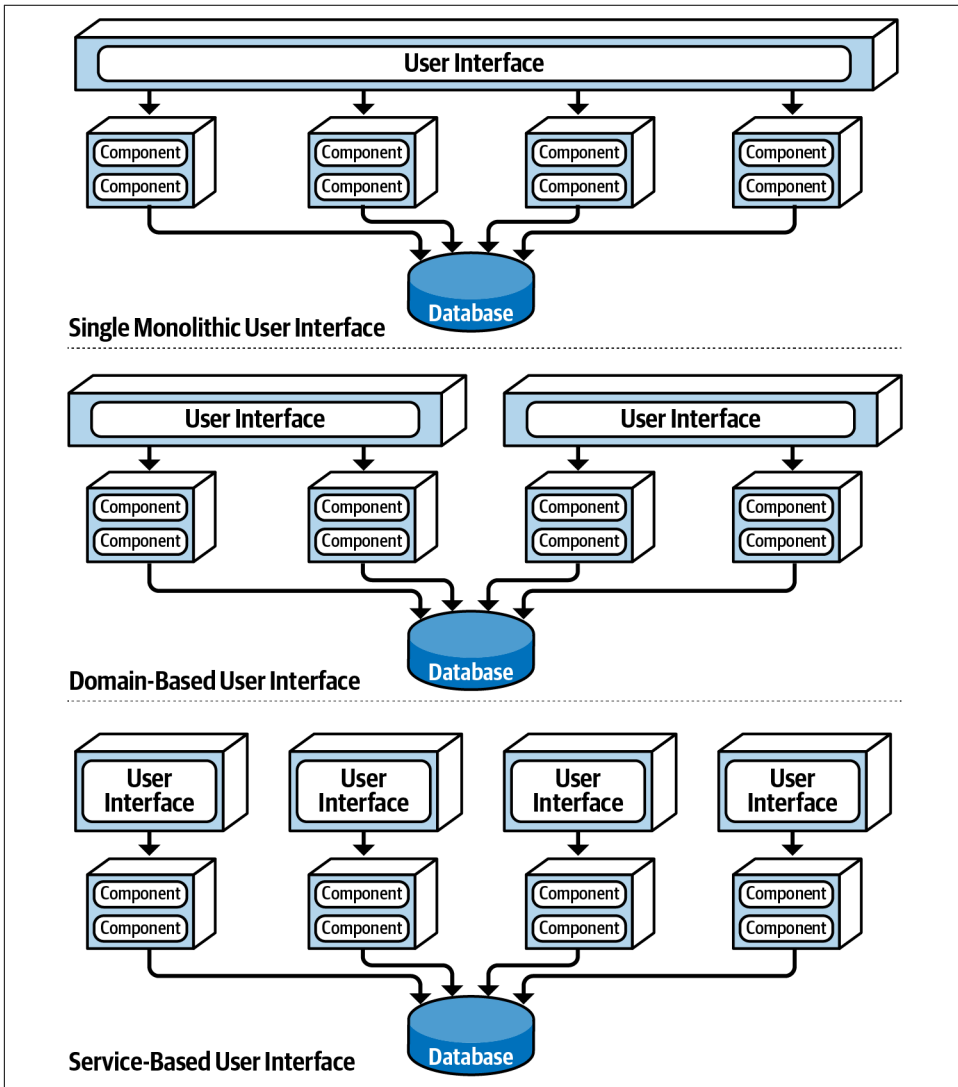 User Interface
Component
Component
Component
Component
Component
Component
Component
Component
Database
Single Monolithic User Interface
User Interface
User Interface
Component
Component
Component
Component
Component
Component
Component
Component
Database
Domain-Based User Interface
User
Interface
User
Interface
User
Interface
User
Interface
Component
Component
Component
Component
Component
Component
Component
Component
Database
Service-Based User Interface